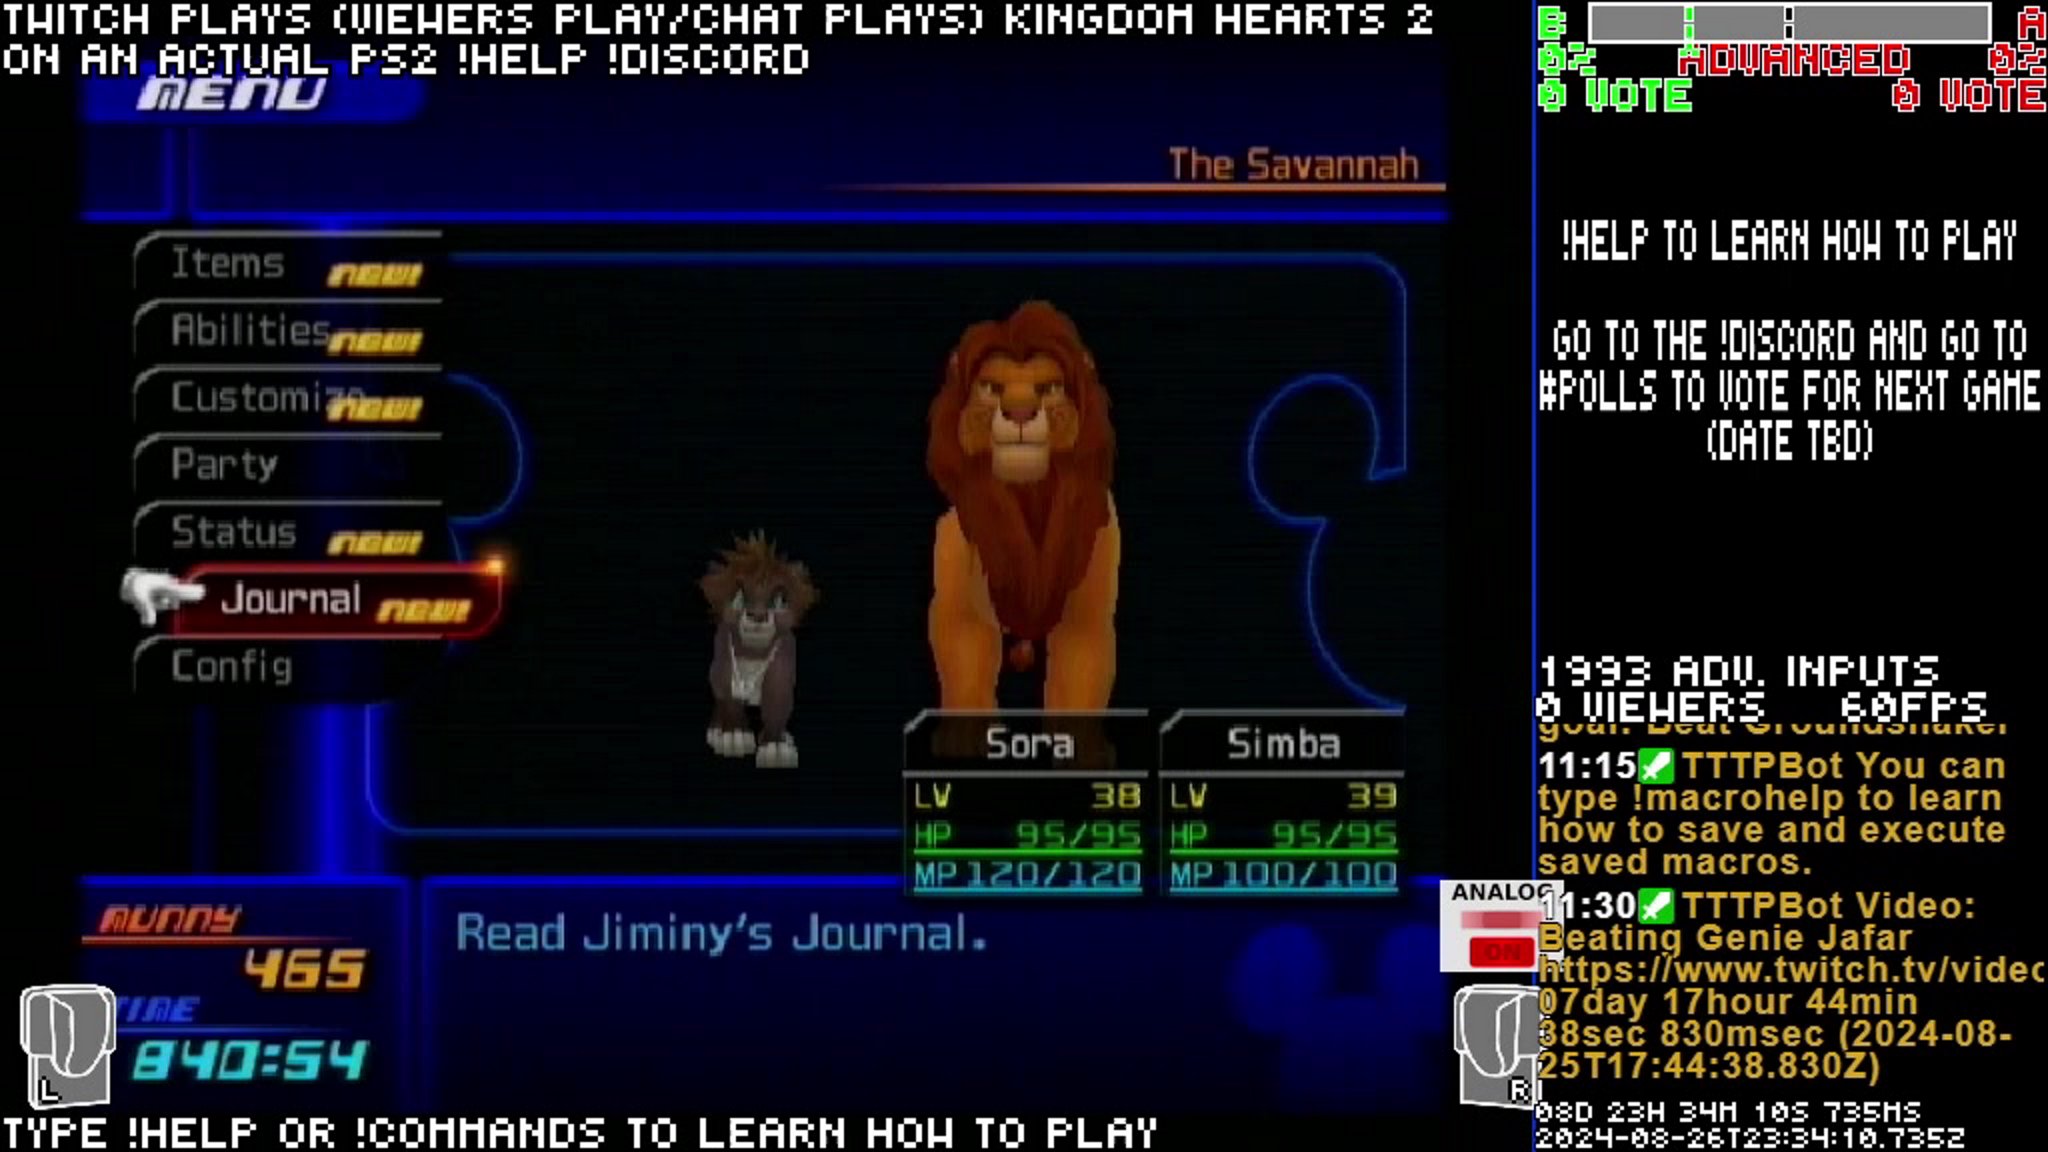 TWITCH PLAYS (VIEWERS PLAY/CHAT PLAYS) KINGDOM HEARTS 2
ON AN ACTUAL PS2 !HELP !DISCORD
MENU
The Savannah
Items new!
Abilities new!
Customize new!
Party
Status new!
Journal new!
Config
Sora
LV 38
HP 95/95
MP 120/120
Simba
LV 39
HP 95/95
MP 100/100
MUNNY
465
TIME
840:54
Read Jiminy's Journal.
L
ANALOG
ON
R
TYPE !HELP OR !COMMANDS TO LEARN HOW TO PLAY
B A
0% ADVANCED 0%
0 VOTE 0 VOTE
!HELP TO LEARN HOW TO PLAY
GO TO THE !DISCORD AND GO TO
#POLLS TO VOTE FOR NEXT GAME
(DATE TBD)
1993 ADV. INPUTS
0 VIEWERS 60FPS
goal: Beat Groundshaker
11:15 TTTPBot You can
type !macrohelp to learn
how to save and execute
saved macros.
11:30 TTTPBot Video:
Beating Genie Jafar
https://www.twitch.tv/videc
07day 17hour 44min
38sec 830msec (2024-08-
25T17:44:38.830Z)
08D 23H 34M 10S 735MS
2024-08-26T23:34:10.735Z